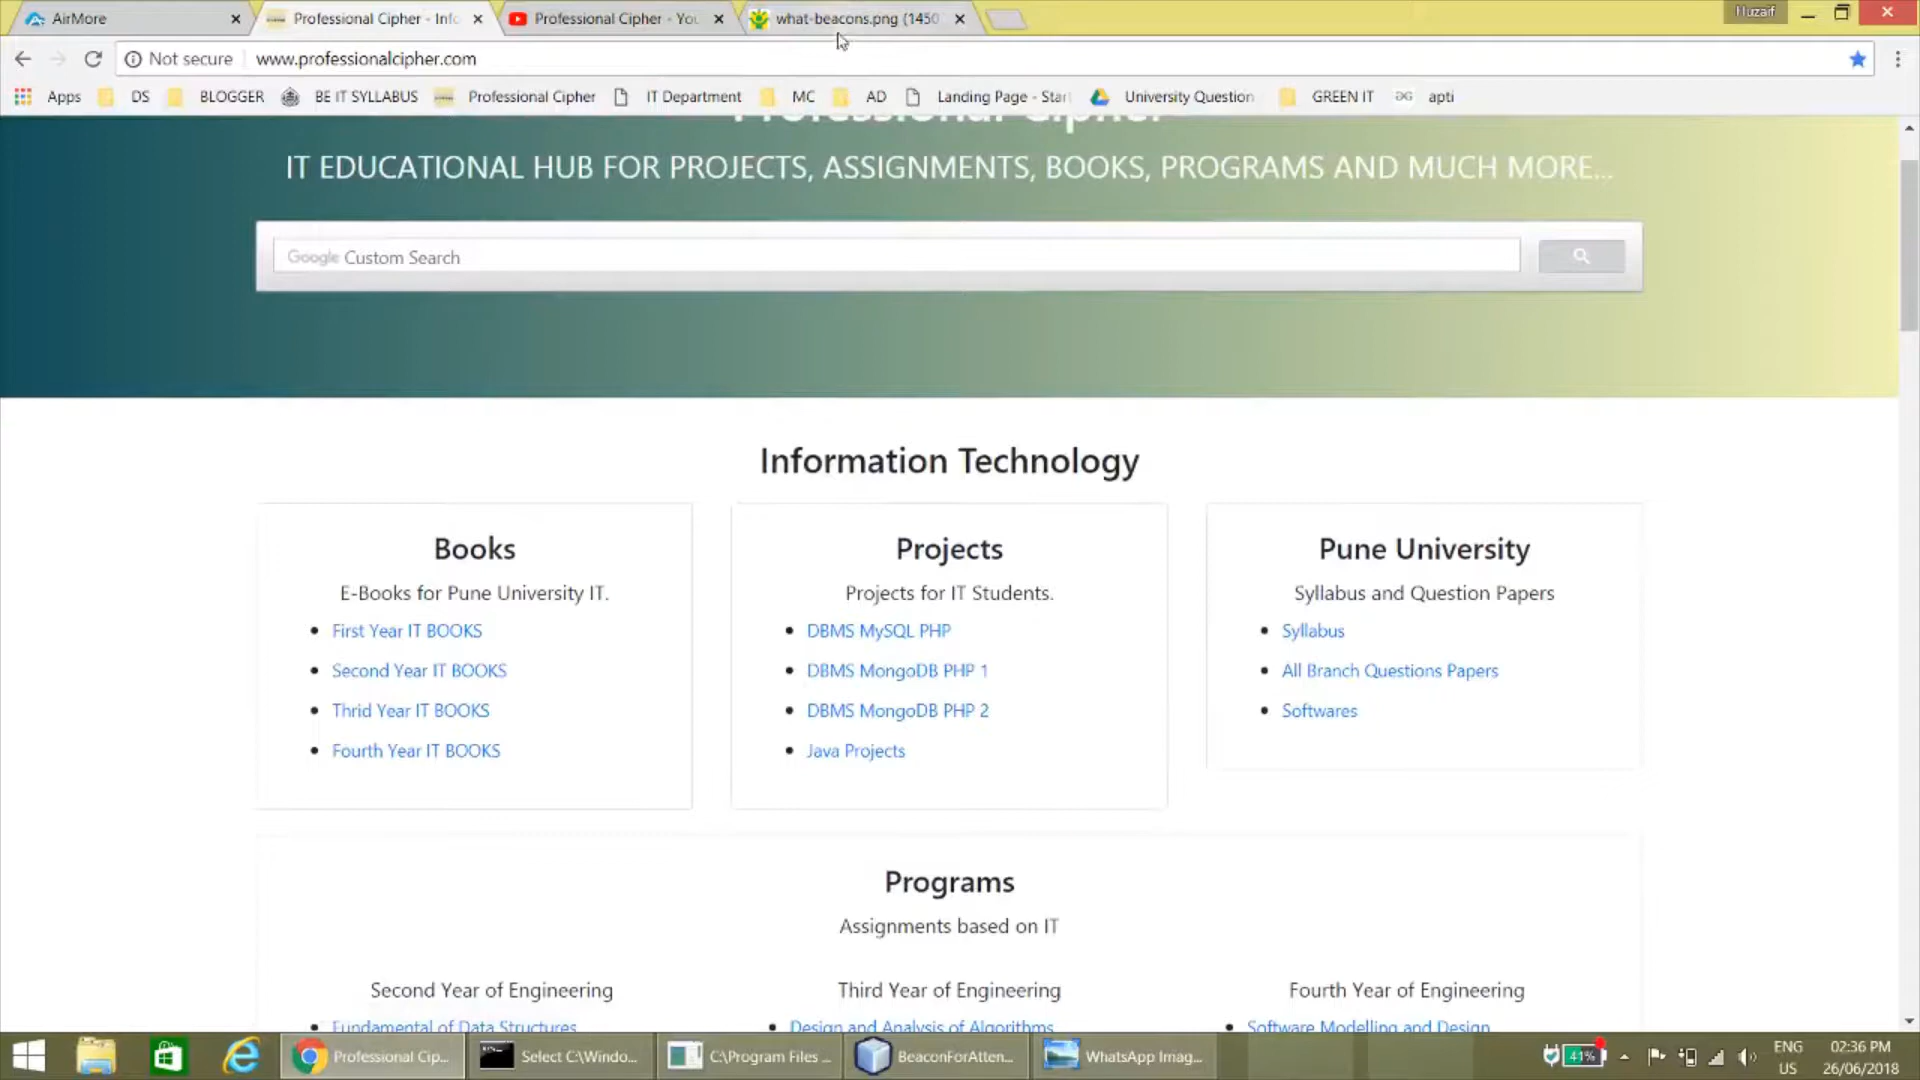 AirMore
Professional Cipher - Info
Professional Cipher - You
what-beacons.png (1450
Huzaif
Not secure
www.professionalcipher.com
Apps
DS
BLOGGER
BE IT SYLLABUS
Professional Cipher
IT Department
MC
AD
Landing Page - Star
University Question
GREEN IT
apti
Professional Cipher
IT EDUCATIONAL HUB FOR PROJECTS, ASSIGNMENTS, BOOKS, PROGRAMS AND MUCH MORE...
Google Custom Search
Information Technology
Books
E-Books for Pune University IT.
First Year IT BOOKS
Second Year IT BOOKS
Thrid Year IT BOOKS
Fourth Year IT BOOKS
Projects
Projects for IT Students.
DBMS MySQL PHP
DBMS MongoDB PHP 1
DBMS MongoDB PHP 2
Java Projects
Pune University
Syllabus and Question Papers
Syllabus
All Branch Questions Papers
Softwares
Programs
Assignments based on IT
Second Year of Engineering
Fundamental of Data Structures
Third Year of Engineering
Design and Analysis of Algorithms
Fourth Year of Engineering
Software Modelling and Design
Professional Cip...
Select C:\Windo...
C:\Program Files ...
BeaconForAtten...
WhatsApp Imag...
41%
ENG
US
02:36 PM
26/06/2018